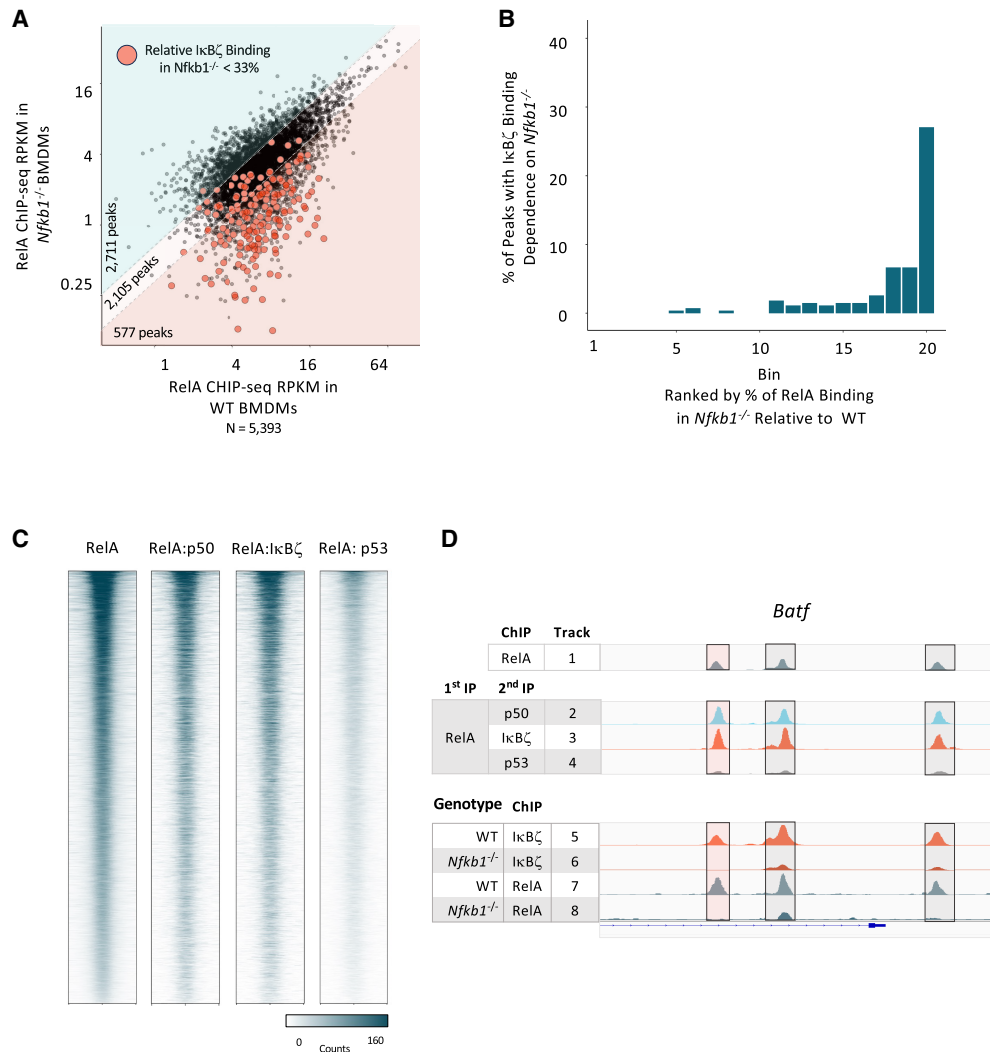 A
Relative IκBζ Binding
in Nfkb1-/- < 33%
RelA ChIP-seq RPKM in
Nfkb1-/- BMDMs
16
4
1
0.25
2,711 peaks
2,105 peaks
577 peaks
1 4 16 64
RelA CHIP-seq RPKM in
WT BMDMs
N = 5,393
B
% of Peaks with IκBζ Binding
Dependence on Nfkb1-/-
40
30
20
10
0
1 5 10 15 20
Bin
Ranked by % of RelA Binding
in Nfkb1-/- Relative to WT
C
RelA RelA:p50 RelA:IκBζ RelA: p53
0 160
Counts
D
Batf
ChIP Track
RelA 1
1st IP 2nd IP
RelA
p50 2
IκBζ 3
p53 4
Genotype ChIP
WT IκBζ 5
Nfkb1-/- IκBζ 6
WT RelA 7
Nfkb1-/- RelA 8